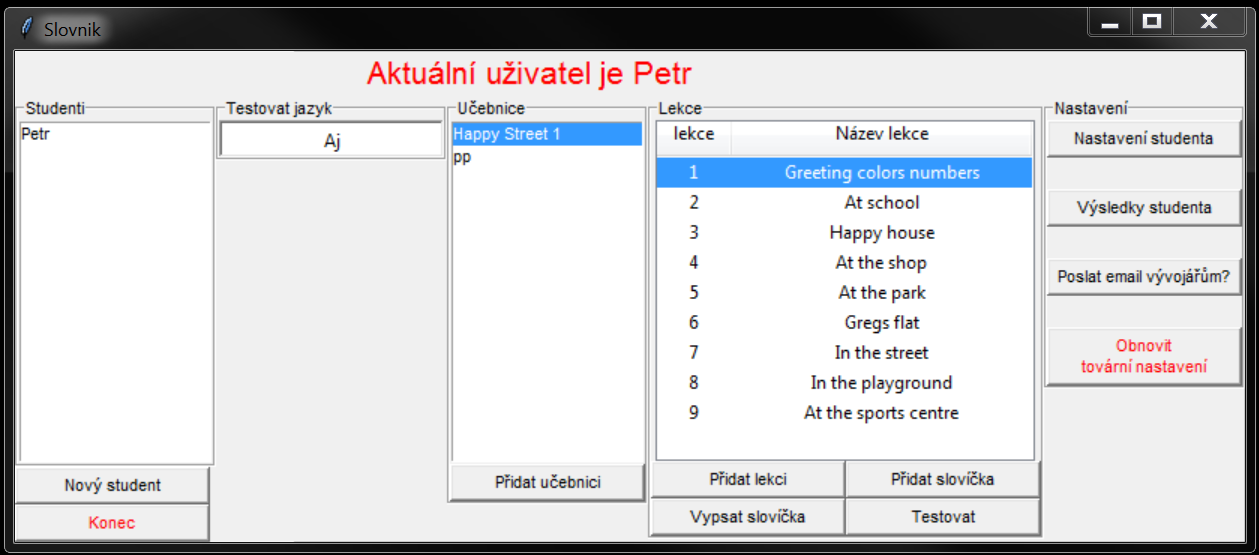 Slovnik
Aktuální uživatel je Petr
Studenti
Petr
Nový student
Konec
Testovat jazyk
Aj
Učebnice
Happy Street 1
pp
Přidat učebnici
Lekce
lekce Název lekce
1 Greeting colors numbers
2 At school
3 Happy house
4 At the shop
5 At the park
6 Gregs flat
7 In the street
8 In the playground
9 At the sports centre
Přidat lekci Přidat slovíčka
Vypsat slovíčka Testovat
Nastavení
Nastavení studenta
Výsledky studenta
Poslat email vývojářům?
Obnovit
tovární nastavení